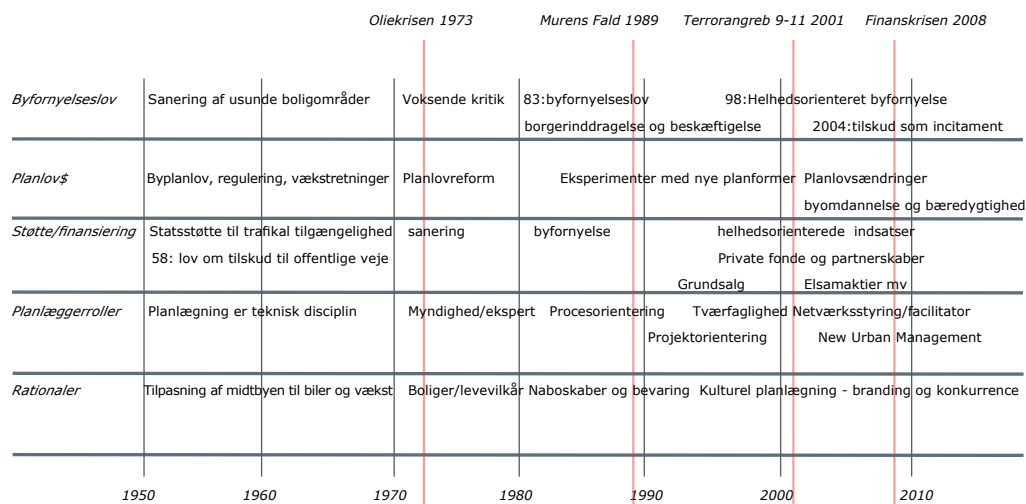 Oliekrisen 1973 Murens Fald 1989 Terrorangreb 9-11 2001 Finanskrisen 2008
Byfornyelseslov Sanering af usunde boligområder Voksende kritik 83:byfornyelseslov 98:Helhedsorienteret byfornyelse
borgerinddragelse og beskæftigelse 2004:tilskud som incitament
Planlov$ Byplanlov, regulering, vækstretninger Planlovreform Eksperimenter med nye planformer Planlovsændringer
byomdannelse og bæredygtighed
Støtte/finansiering Statsstøtte til trafikal tilgængelighed sanering byfornyelse helhedsorienterede indsatser
58: lov om tilskud til offentlige veje Private fonde og partnerskaber
Grundsalg Elsamaktier mv
Planlæggerroller Planlægning er teknisk disciplin Myndighed/ekspert Procesorientering Tværfaglighed Netværksstyring/facilitator
Projektorientering New Urban Management
Rationaler Tilpasning af midtbyen til biler og vækst Boliger/levevilkår Naboskaber og bevaring Kulturel planlægning - branding og konkurrence
1950 1960 1970 1980 1990 2000 2010